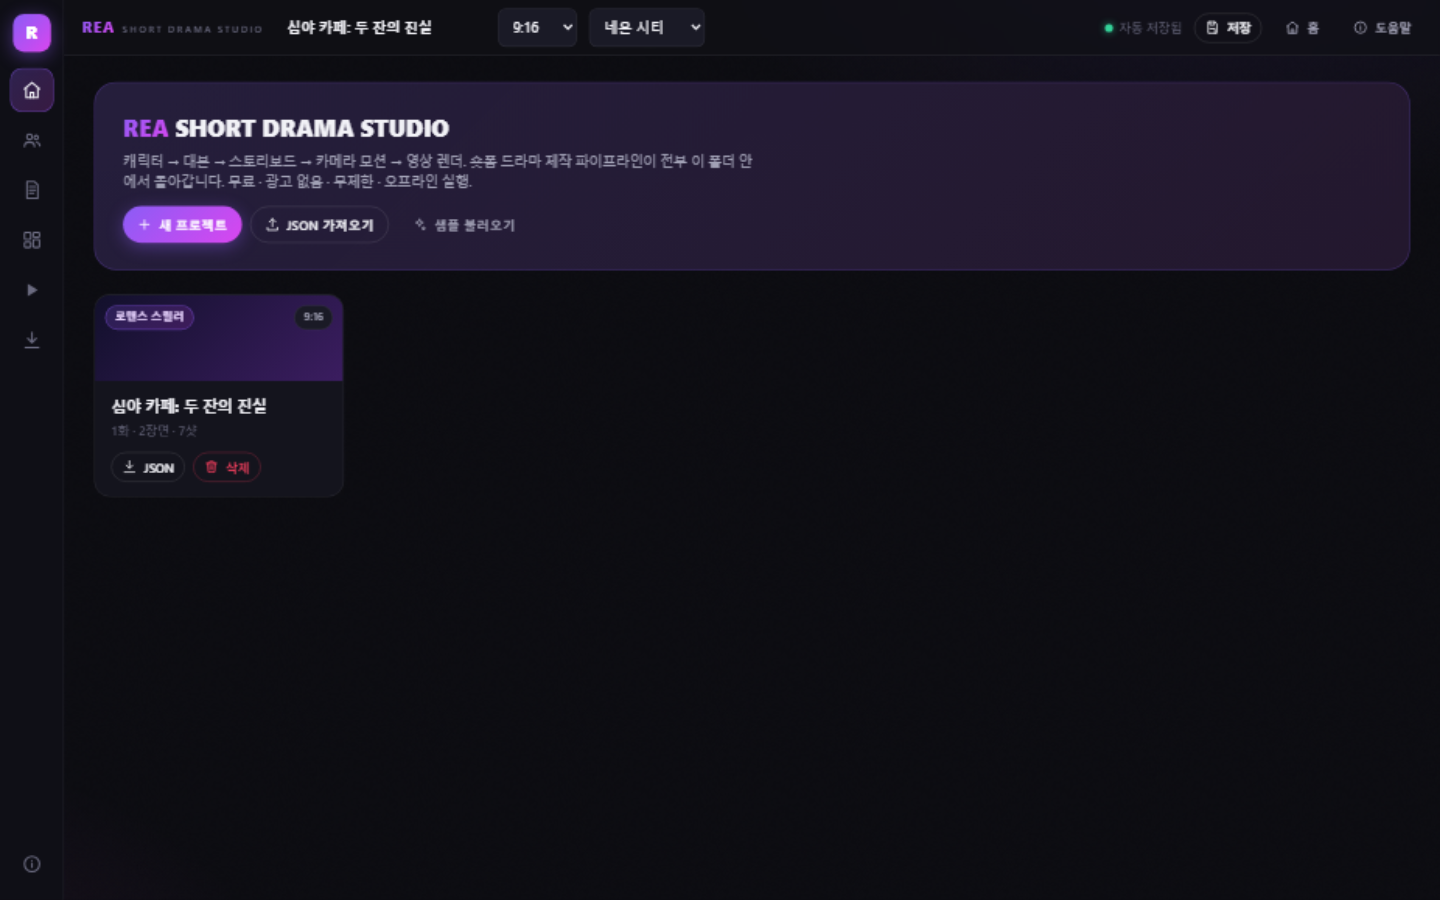 R
REA SHORT DRAMA STUDIO
심야 카페: 두 잔의 진실
9:16
네온 시티
자동 저장됨
저장
홈
도움말
REA SHORT DRAMA STUDIO
캐릭터 → 대본 → 스토리보드 → 카메라 모션 → 영상 렌더. 숏폼 드라마 제작 파이프라인이 전부 이 폴더 안
에서 돌아갑니다. 무료 · 광고 없음 · 무제한 · 오프라인 실행.
+ 새 프로젝트
JSON 가져오기
샘플 불러오기
로맨스 스릴러
9:16
심야 카페: 두 잔의 진실
1화 · 2장면 · 7샷
JSON
삭제